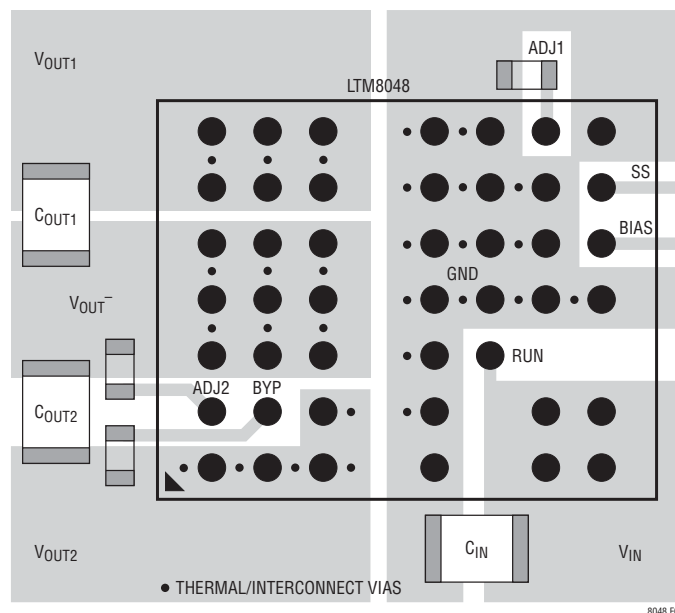 ADJ1
VOUT1
LTM8048
SS
COUT1
BIAS
GND
VOUT–
RUN
ADJ2 BYP
COUT2
CIN
VOUT2
VIN
• THERMAL/INTERCONNECT VIAS